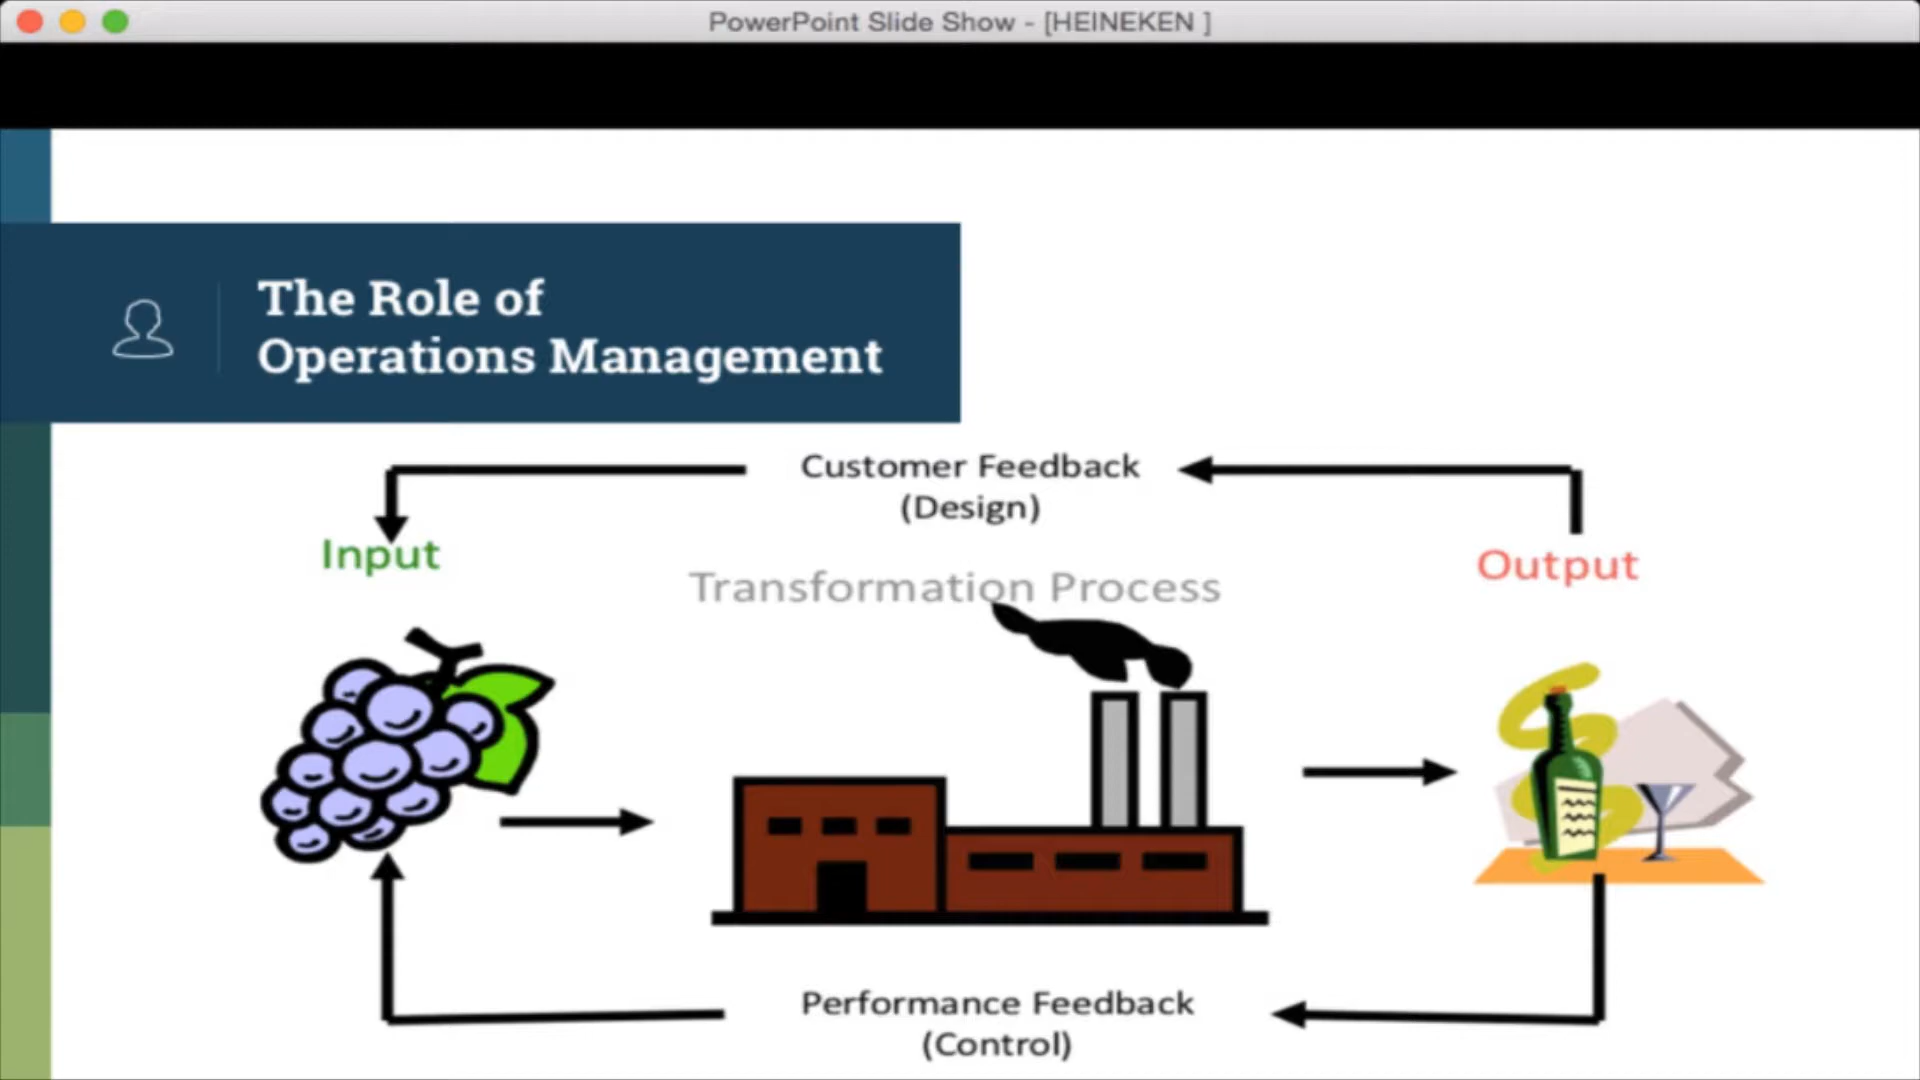 PowerPoint Slide Show - [HEINEKEN ]
The Role of
Operations Management
Customer Feedback
(Design)
Input
Transformation Process
Output
Performance Feedback
(Control)